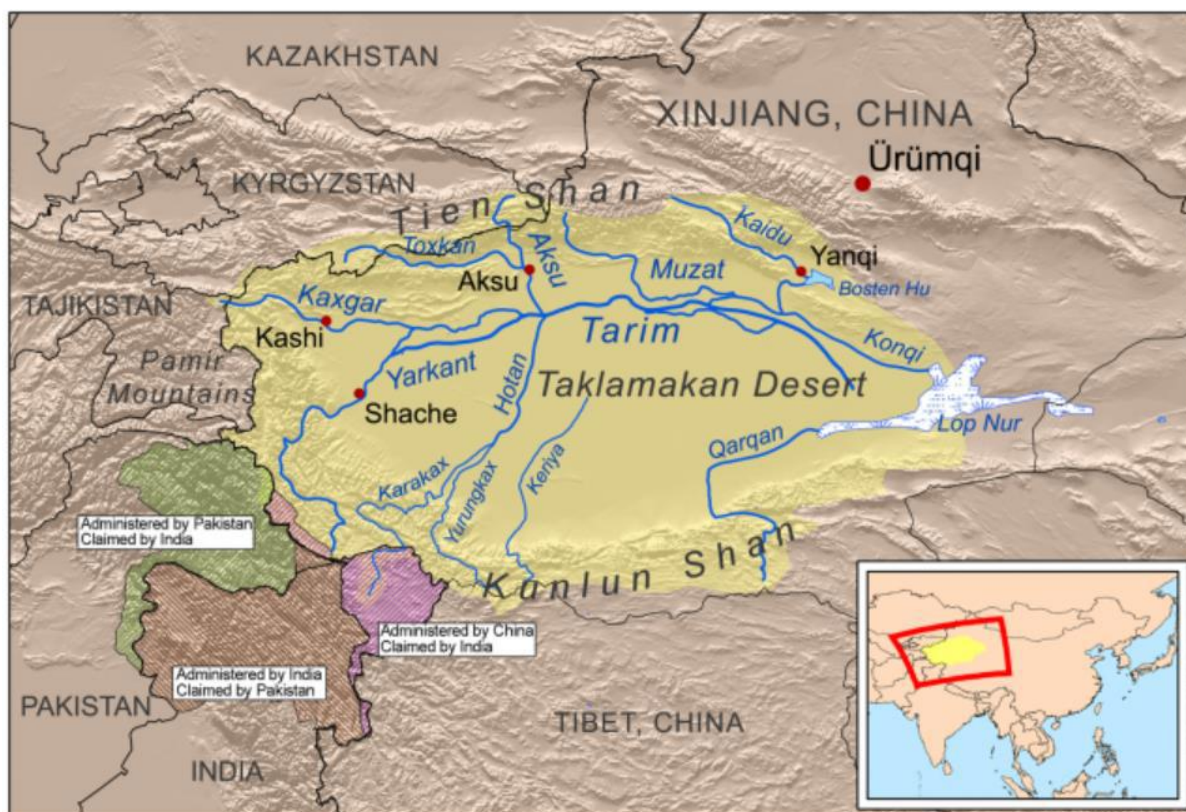 KAZAKHSTAN
XINJIANG, CHINA
Ürümqi
KYRGYZSTAN
Tien Shan
Kaidu
Toxkan
Aksu
Yanqi
Aksu
Muzat
Bosten Hu
TAJIKISTAN
Kaxgar
Kashi
Tarim
Konqi
Pamir
Mountains
Yarkant
Hotan
Taklamakan Desert
Shache
Lop Nur
Qarqan
Karakax
Yurungkax
Keriya
Administered by Pakistan
Claimed by India
Kunlun Shan
Administered by China
Claimed by India
Administered by India
Claimed by Pakistan
PAKISTAN
TIBET, CHINA
INDIA